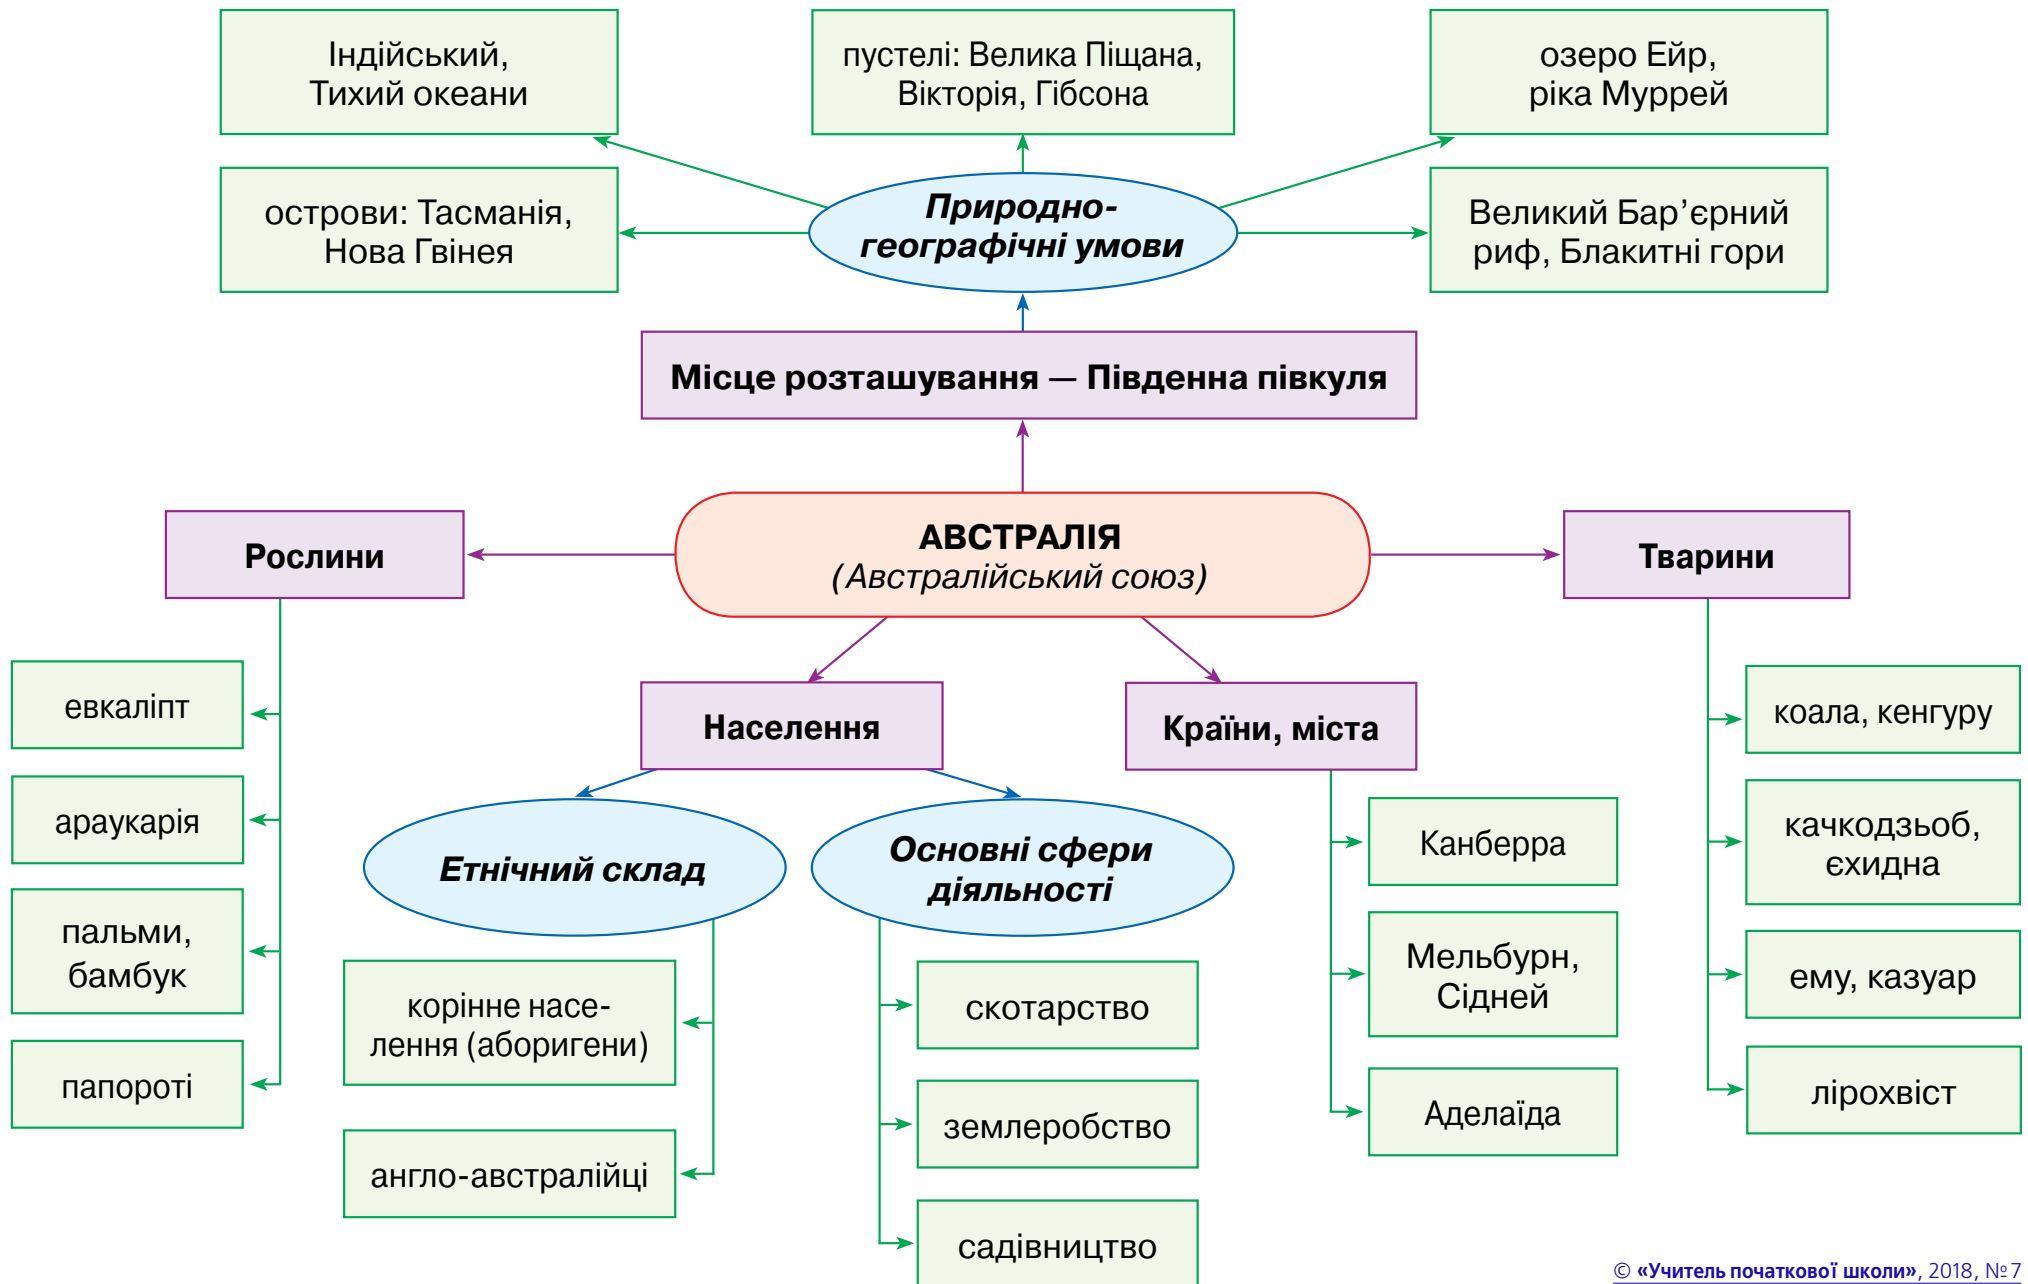 Індійський,
Тихий океани
пустелі: Велика Піщана,
Вікторія, Гібсона
озеро Ейр,
ріка Муррей
острови: Тасманія,
Нова Гвінея
Природно-
географічні умови
Великий Бар’єрний
риф, Блакитні гори
Місце розташування — Південна півкуля
Рослини
АВСТРАЛІЯ
(Австралійський союз)
Тварини
евкаліпт
араукарія
пальми,
бамбук
папороті
Населення
Етнічний склад
корінне насе-
лення (аборигени)
англо-австралійці
Основні сфери
діяльності
скотарство
землеробство
садівництво
Країни, міста
Канберра
Мельбурн,
Сідней
Аделаїда
коала, кенгуру
качкодзьоб,
єхидна
ему, казуар
лірохвіст
© «Учитель початкової школи», 2018, № 7